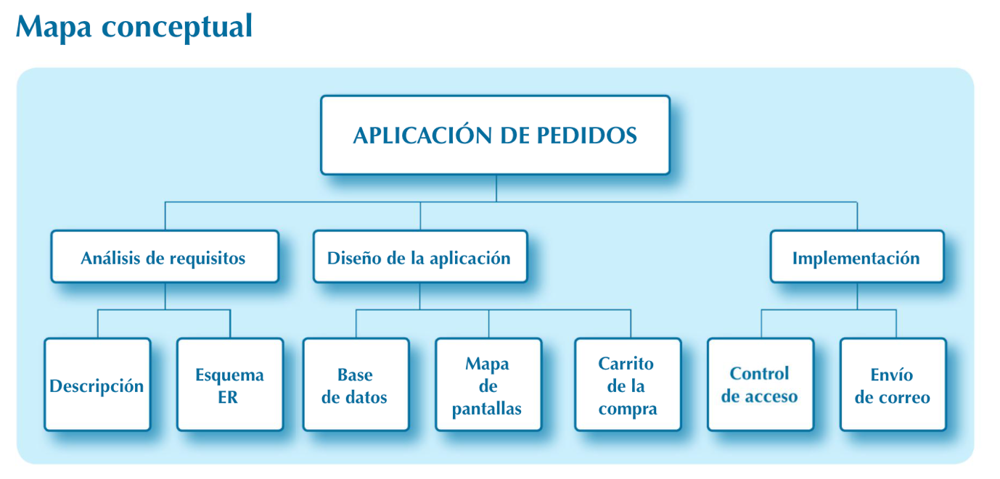 Mapa conceptual
APLICACIÓN DE PEDIDOS
Análisis de requisitos
Diseño de la aplicación
Implementación
Descripción
Esquema
ER
Base
de datos
Mapa
de
pantallas
Carrito
de la
compra
Control
de acceso
Envío
de correo